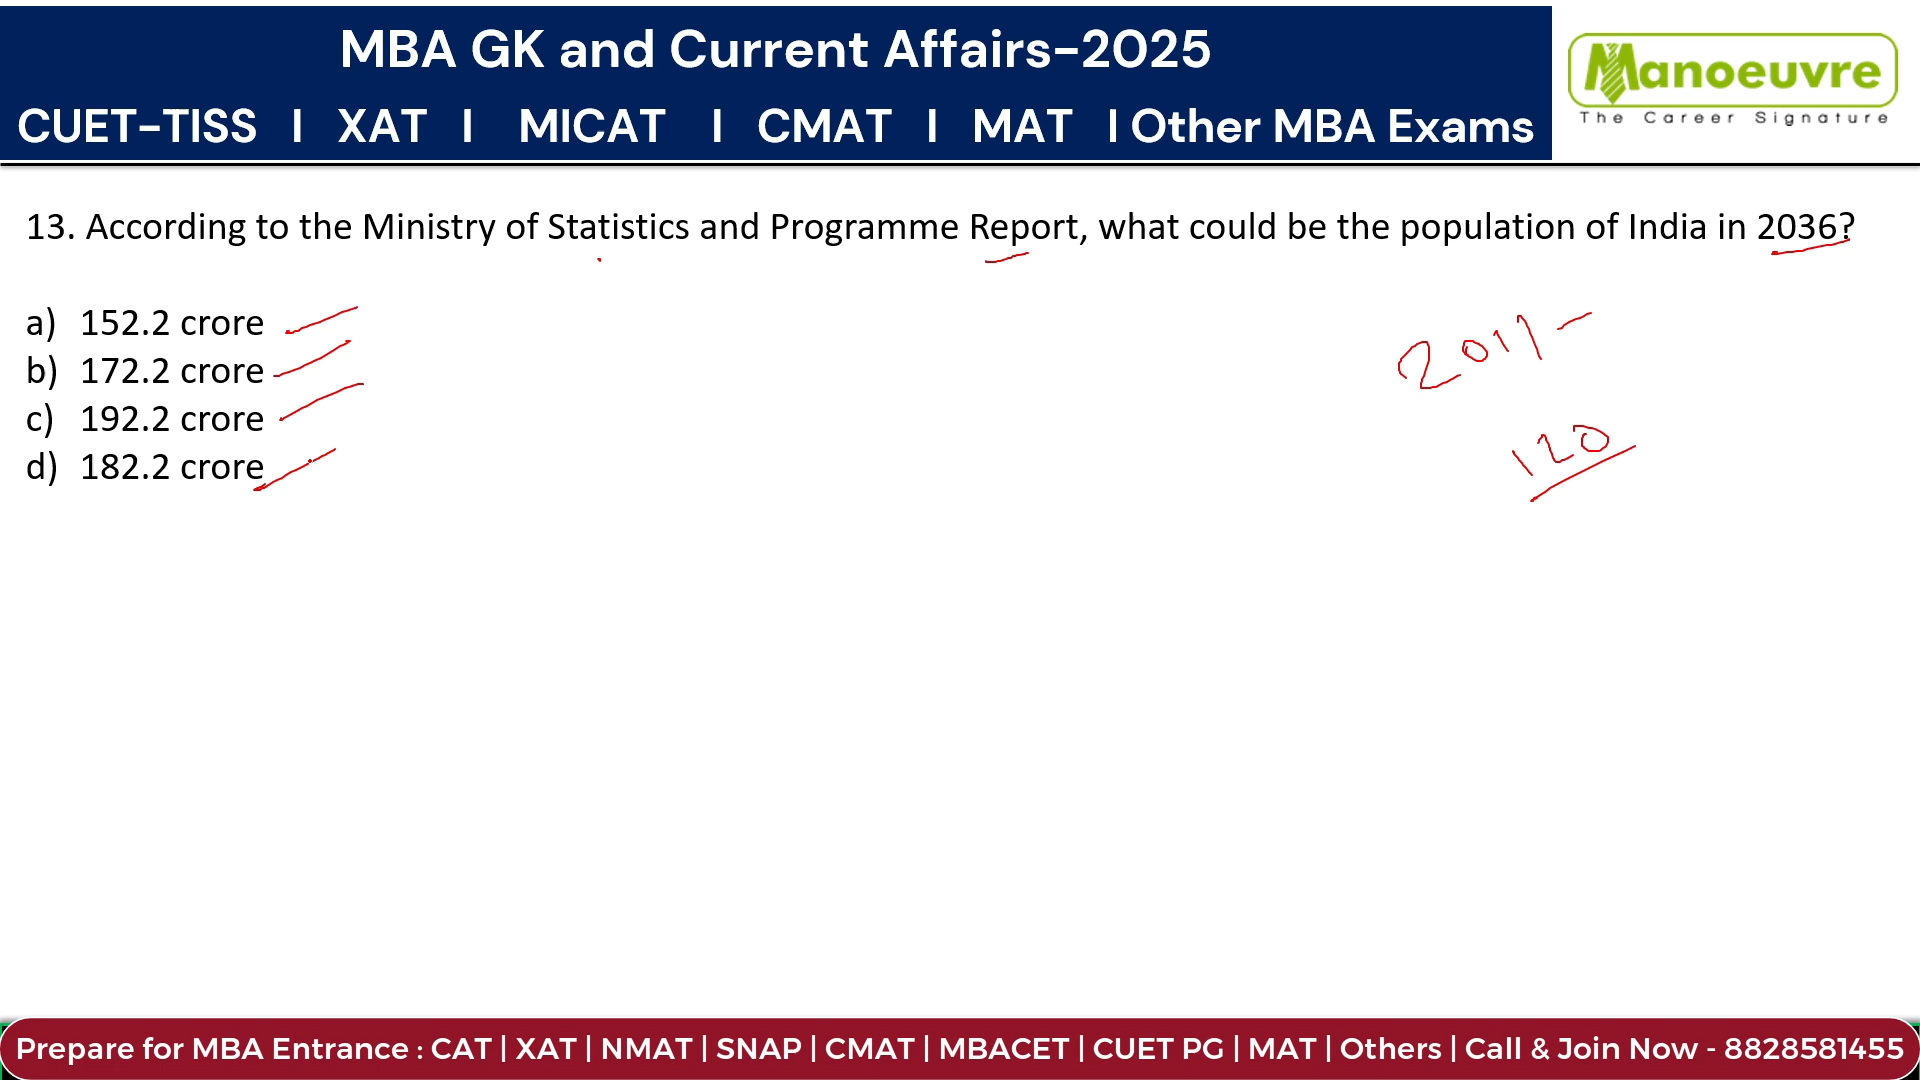 MBA GK and Current Affairs-2025
CUET-TISS I XAT I MICAT I CMAT I MAT I Other MBA Exams
Manoeuvre
The Career Signature
13. According to the Ministry of Statistics and Programme Report, what could be the population of India in 2036?
a) 152.2 crore
b) 172.2 crore
c) 192.2 crore
d) 182.2 crore
2011 -
120
Prepare for MBA Entrance : CAT | XAT | NMAT | SNAP | CMAT | MBACET | CUET PG | MAT | Others | Call & Join Now - 8828581455